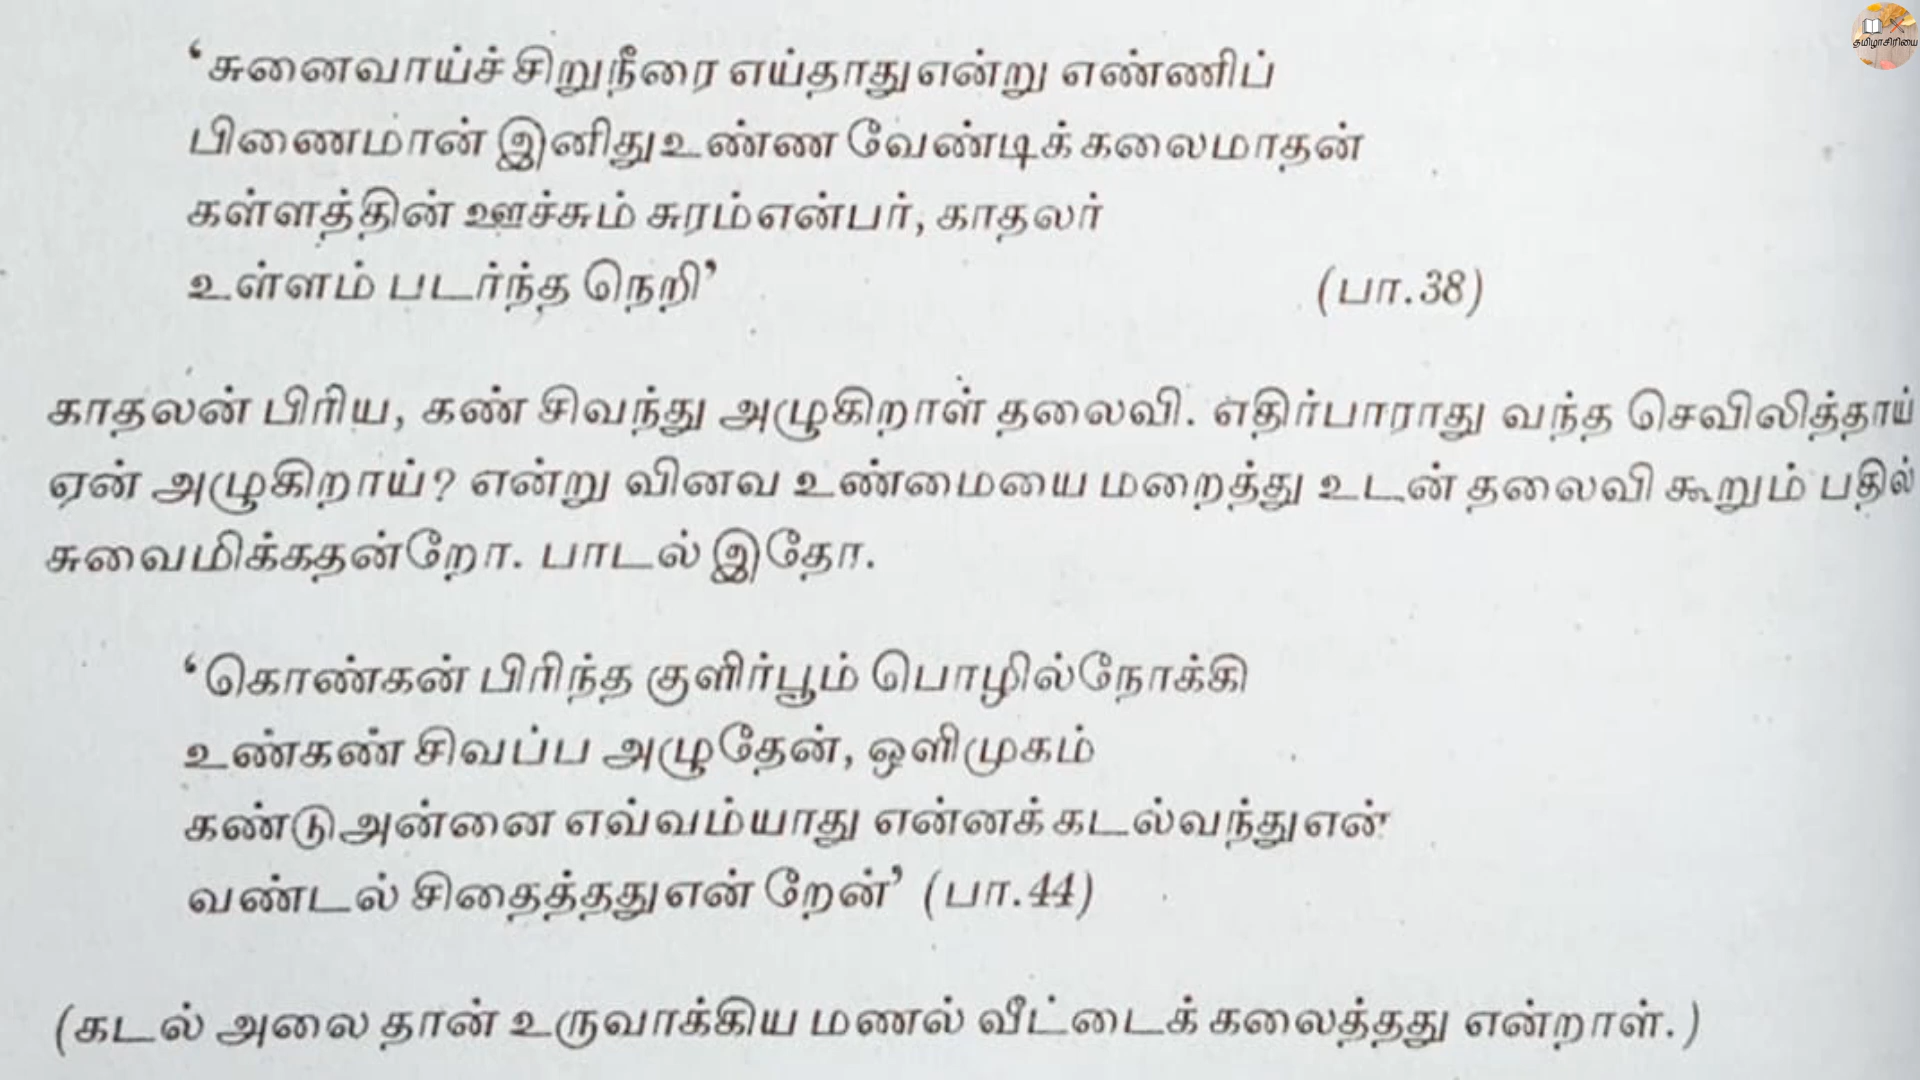 தமிழாசிரியை
‘சுனைவாய்ச் சிறுநீரை எய்தாது என்று எண்ணிப்
பிணைமான் இனிது உண்ண வேண்டிக் கலைமாதன்
கள்ளத்தின் ஊச்சும் சுரம் என்பர், காதலர்
உள்ளம் படர்ந்த நெறி’ (பா.38)
காதலன் பிரிய, கண் சிவந்து அழுகிறாள் தலைவி. எதிர்பாராது வந்த செவிலித்தாய்
ஏன் அழுகிறாய்? என்று வினவ உண்மையை மறைத்து உடன் தலைவி கூறும் பதில்
சுவைமிக்கதன்றோ. பாடல் இதோ.
‘கொண்கன் பிரிந்த குளிர்பூம் பொழில்நோக்கி
உண்கண் சிவப்ப அழுதேன், ஒளிமுகம்
கண்டு அன்னை எவ்வம்யாது என்னக் கடல்வந்து என்
வண்டல் சிதைத்தது என் றேன்’ (பா.44)
(கடல் அலை தான் உருவாக்கிய மணல் வீட்டைக் கலைத்தது என்றாள்.)